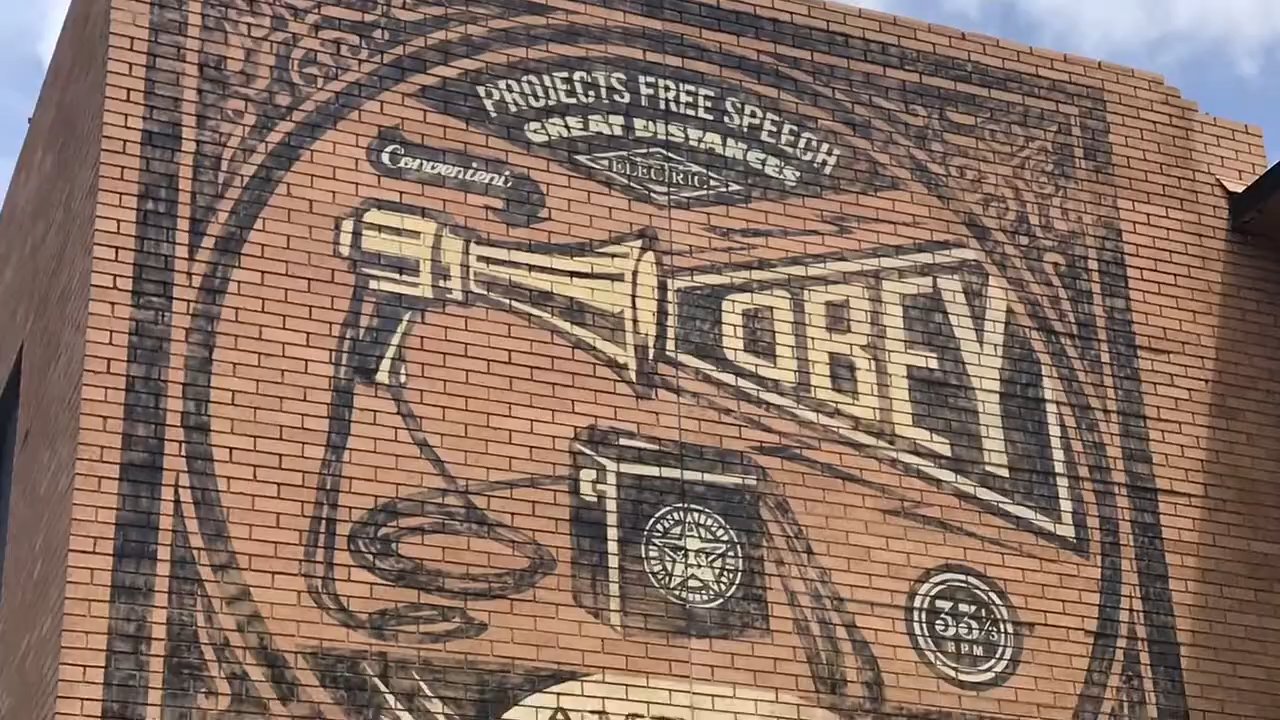 PROJECTS FREE SPEECH
GREAT DISTANCES
ELECTRIC
Convenient
OBEY
33⅓
RPM